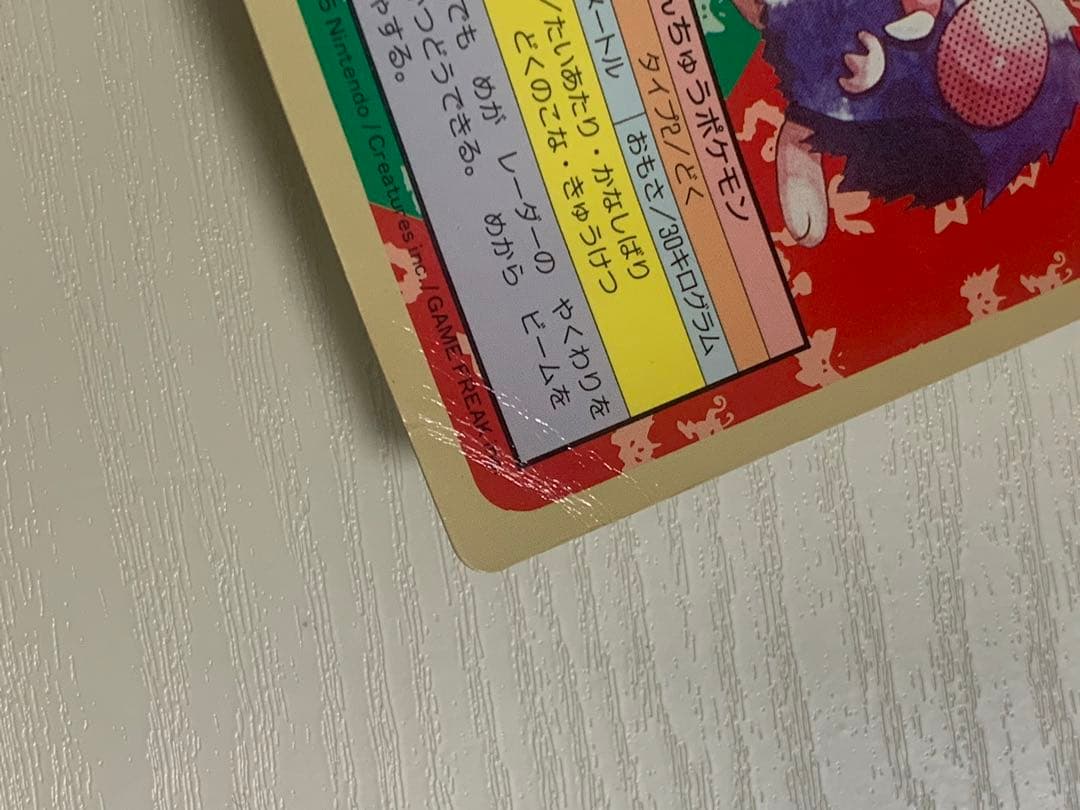 ちゅうポケモン
タイプ2/どく
メートル
おもさ/30キログラム
/たいあたり・かなしばり
どくのこな・きゅうけつ
でも めが レーダーの やくわりを
つどうできる。 めから ビームを
やする。
5 Nintendo/Creatures inc./GAME FREAK